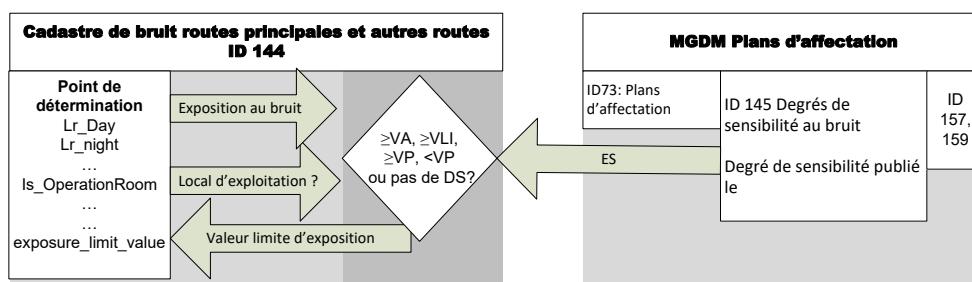 Cadastre de bruit routes principales et autres routes
ID 144
Point de
détermination
Lr_Day
Lr_night
…
Is_OperationRoom
…
…
exposure_limit_value
Exposition au bruit
Local d'exploitation ?
Valeur limite d'exposition
≥VA, ≥VLI,
≥VP, <VP
ou pas de DS?
MGDM Plans d'affectation
ID73: Plans
d'affectation
ES
ID 145 Degrés de
sensibilité au bruit
Degré de sensibilité publié
le
ID
157,
159